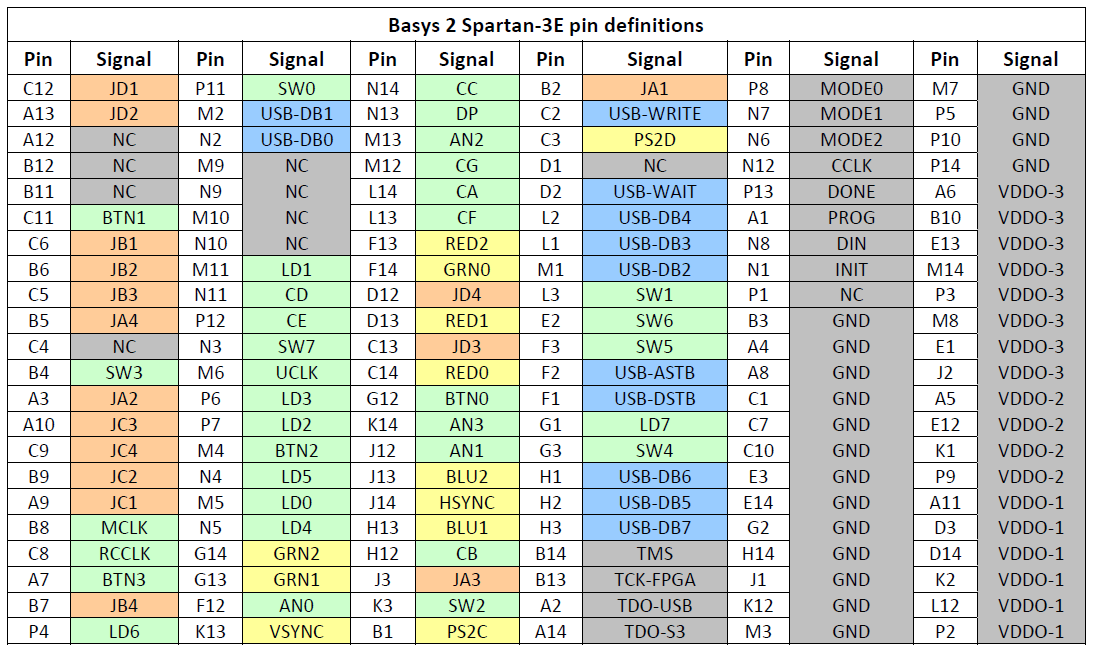 Basys 2 Spartan-3E pin definitions
Pin Signal Pin Signal Pin Signal Pin Signal Pin Signal Pin Signal
C12 JD1 P11 SW0 N14 CC B2 JA1 P8 MODE0 M7 GND
A13 JD2 M2 USB-DB1 N13 DP C2 USB-WRITE N7 MODE1 P5 GND
A12 NC N2 USB-DB0 M13 AN2 C3 PS2D N6 MODE2 P10 GND
B12 NC M9 NC M12 CG D1 NC N12 CCLK P14 GND
B11 NC N9 NC L14 CA D2 USB-WAIT P13 DONE A6 VDDO-3
C11 BTN1 M10 NC L13 CF L2 USB-DB4 A1 PROG B10 VDDO-3
C6 JB1 N10 NC F13 RED2 L1 USB-DB3 N8 DIN E13 VDDO-3
B6 JB2 M11 LD1 F14 GRN0 M1 USB-DB2 N1 INIT M14 VDDO-3
C5 JB3 N11 CD D12 JD4 L3 SW1 P1 NC P3 VDDO-3
B5 JA4 P12 CE D13 RED1 E2 SW6 B3 GND M8 VDDO-3
C4 NC N3 SW7 C13 JD3 F3 SW5 A4 GND E1 VDDO-3
B4 SW3 M6 UCLK C14 RED0 F2 USB-ASTB A8 GND J2 VDDO-3
A3 JA2 P6 LD3 G12 BTN0 F1 USB-DSTB C1 GND A5 VDDO-2
A10 JC3 P7 LD2 K14 AN3 G1 LD7 C7 GND E12 VDDO-2
C9 JC4 M4 BTN2 J12 AN1 G3 SW4 C10 GND K1 VDDO-2
B9 JC2 N4 LD5 J13 BLU2 H1 USB-DB6 E3 GND P9 VDDO-2
A9 JC1 M5 LD0 J14 HSYNC H2 USB-DB5 E14 GND A11 VDDO-1
B8 MCLK N5 LD4 H13 BLU1 H3 USB-DB7 G2 GND D3 VDDO-1
C8 RCCLK G14 GRN2 H12 CB B14 TMS H14 GND D14 VDDO-1
A7 BTN3 G13 GRN1 J3 JA3 B13 TCK-FPGA J1 GND K2 VDDO-1
B7 JB4 F12 AN0 K3 SW2 A2 TDO-USB K12 GND L12 VDDO-1
P4 LD6 K13 VSYNC B1 PS2C A14 TDO-S3 M3 GND P2 VDDO-1